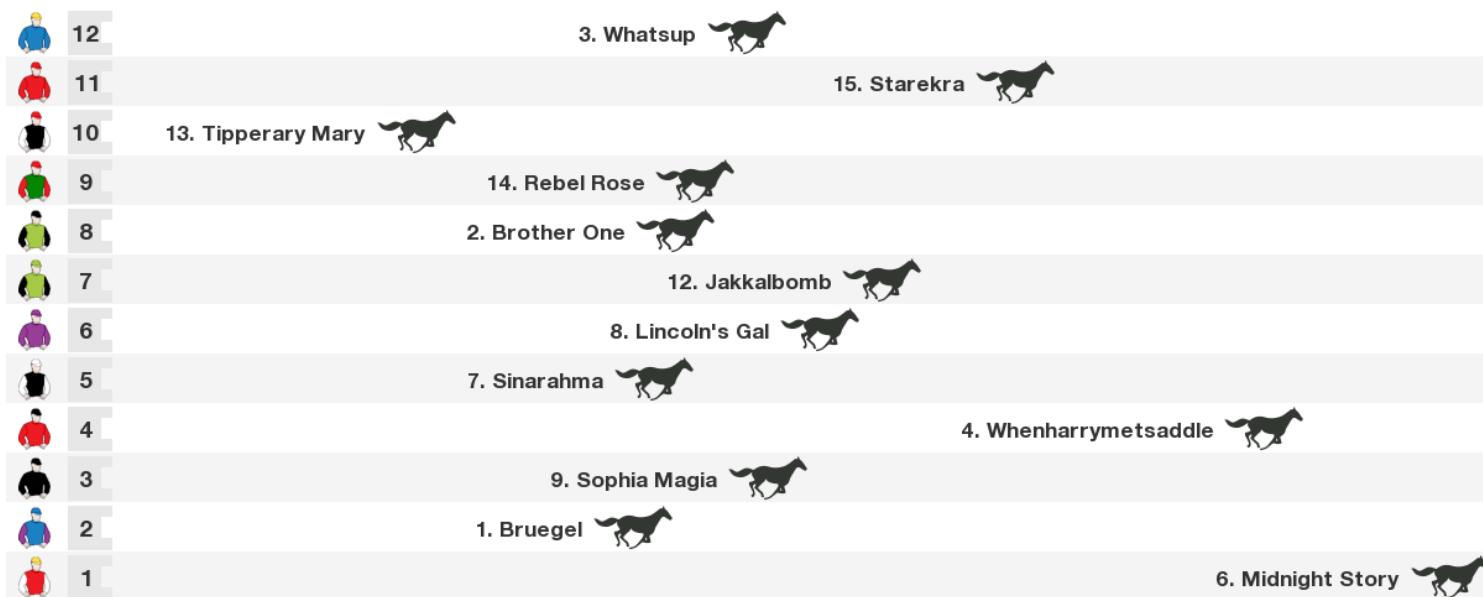 12 3. Whatsup
11 15. Starekra
10 13. Tipperary Mary
9 14. Rebel Rose
8 2. Brother One
7 12. Jakkalbomb
6 8. Lincoln's Gal
5 7. Sinarahma
4 4. Whenharrymetsaddle
3 9. Sophia Magia
2 1. Bruegel
1 6. Midnight Story